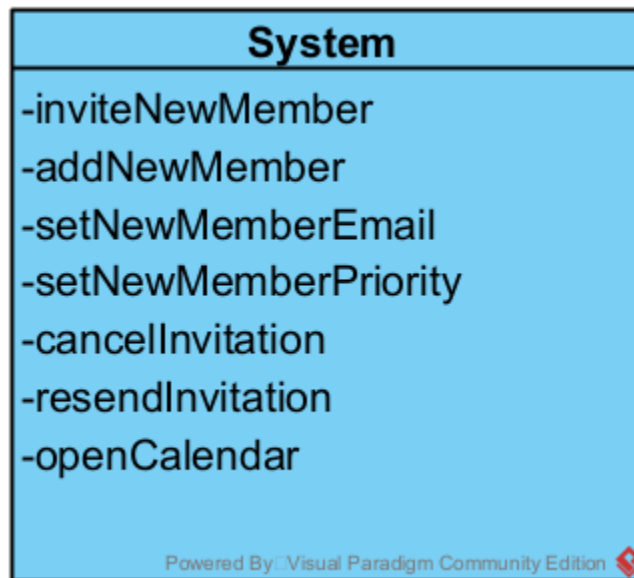 System
-inviteNewMember
-addNewMember
-setNewMemberEmail
-setNewMemberPriority
-cancelInvitation
-resendInvitation
-openCalendar
Powered By Visual Paradigm Community Edition